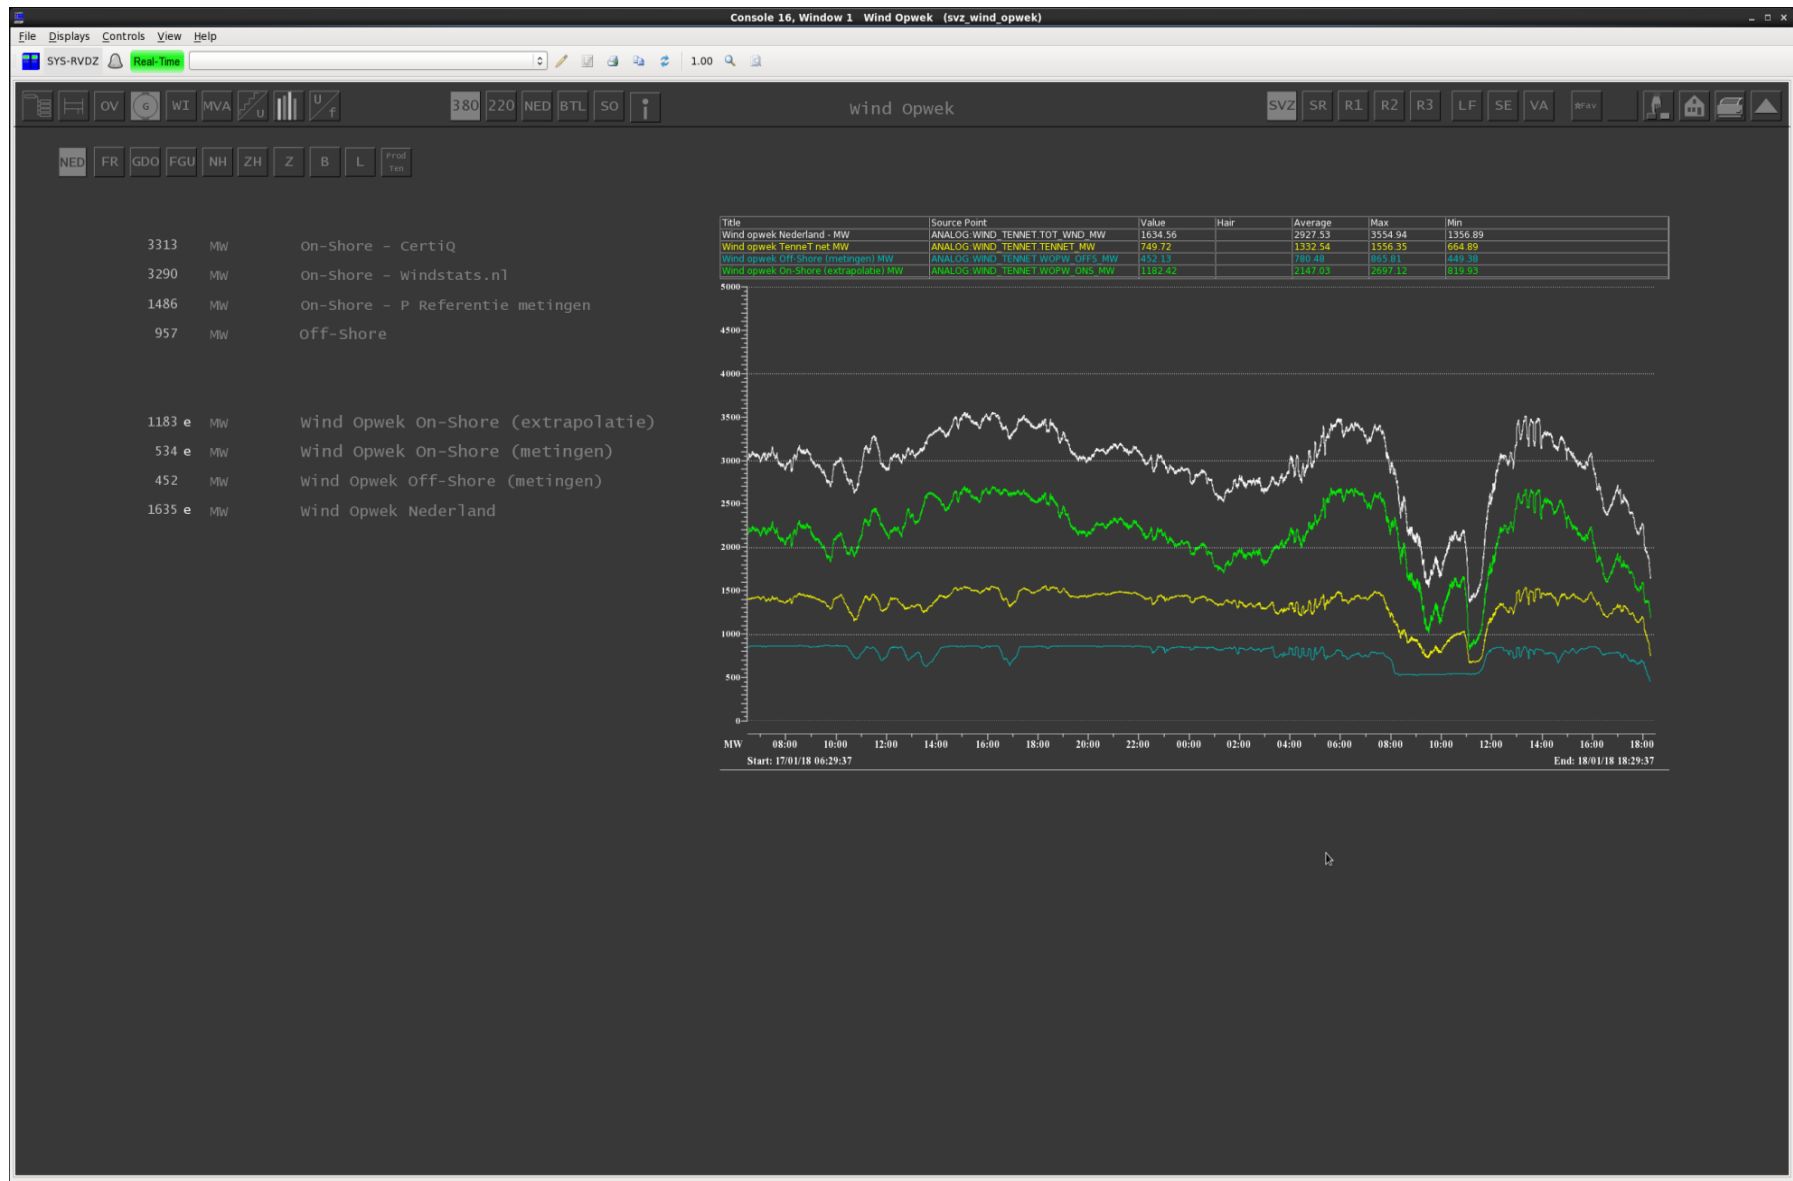 Console 16, Window 1 Wind Opwek (svz_wind_opwek)
File Displays Controls View Help
SYS-RVDZ Real-Time 1.00
OV G WI MVA U U/f 380 220 NED BTL SO i Wind Opwek SVZ SR R1 R2 R3 LF SE VA Fav
NED FR GDO FGU NH ZH Z B L Prod Ten
3313 MW On-Shore - CertiQ
3290 MW On-Shore - Windstats.nl
1486 MW On-Shore - P Referentie metingen
957 MW Off-Shore
1183 e MW Wind Opwek On-Shore (extrapolatie)
534 e MW Wind Opwek On-Shore (metingen)
452 MW Wind Opwek Off-Shore (metingen)
1635 e MW Wind Opwek Nederland
Title Source Point Value Hair Average Max Min
Wind opwek Nederland - MW ANALOG:WIND_TENNET.TOT_WND_MW 1634.56 2927.53 3554.94 1356.89
Wind opwek TenneT net MW ANALOG:WIND_TENNET.TENNET_MW 749.72 1332.54 1556.35 664.89
Wind opwek Off-Shore (metingen) MW ANALOG:WIND_TENNET.WOPW_OFFS_MW 452.13 780.48 865.81 449.38
Wind opwek On-Shore (extrapolatie) MW ANALOG:WIND_TENNET.WOPW_ONS_MW 1182.42 2147.03 2697.12 819.93
5000
4500
4000
3500
3000
2500
2000
1500
1000
500
0
MW 08:00 10:00 12:00 14:00 16:00 18:00 20:00 22:00 00:00 02:00 04:00 06:00 08:00 10:00 12:00 14:00 16:00 18:00
Start: 17/01/18 06:29:37 End: 18/01/18 18:29:37